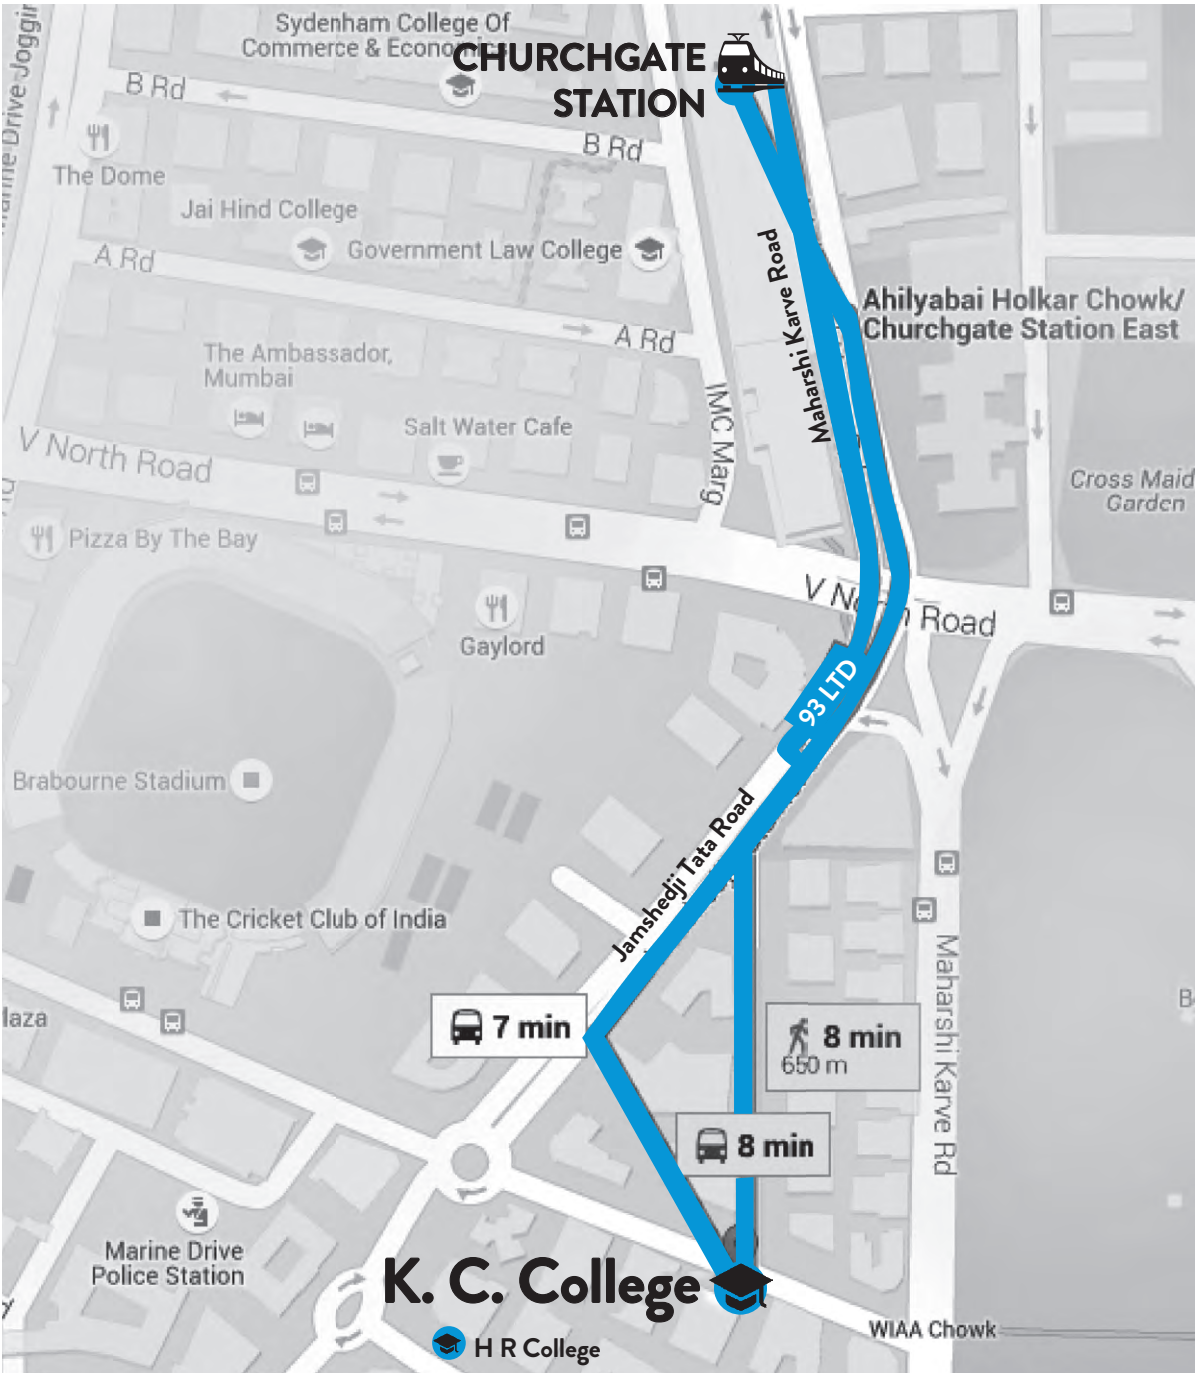 Sydenham College Of
Commerce & Economics
CHURCHGATE
STATION
B Rd
B Rd
The Dome
Jai Hind College
Government Law College
A Rd
A Rd
Maharshi Karve Road
Ahilyabai Holkar Chowk/
Churchgate Station East
The Ambassador,
Mumbai
Salt Water Cafe
IMC Marg
V North Road
Cross Maid
Garden
Pizza By The Bay
V North Road
Gaylord
93 LTD
Brabourne Stadium
Jamshedji Tata Road
The Cricket Club of India
Maharshi Karve Rd
laza
7 min
8 min
650 m
8 min
Marine Drive
Police Station
K. C. College
H R College
WIAA Chowk